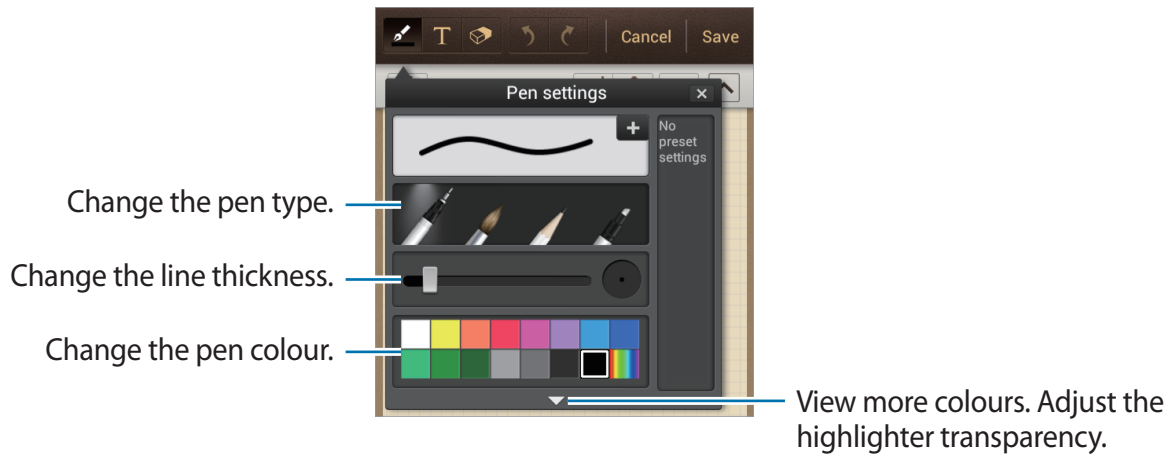 T Cancel Save
Pen settings
No
preset
settings
Change the pen type.
Change the line thickness.
Change the pen colour.
View more colours. Adjust the
highlighter transparency.